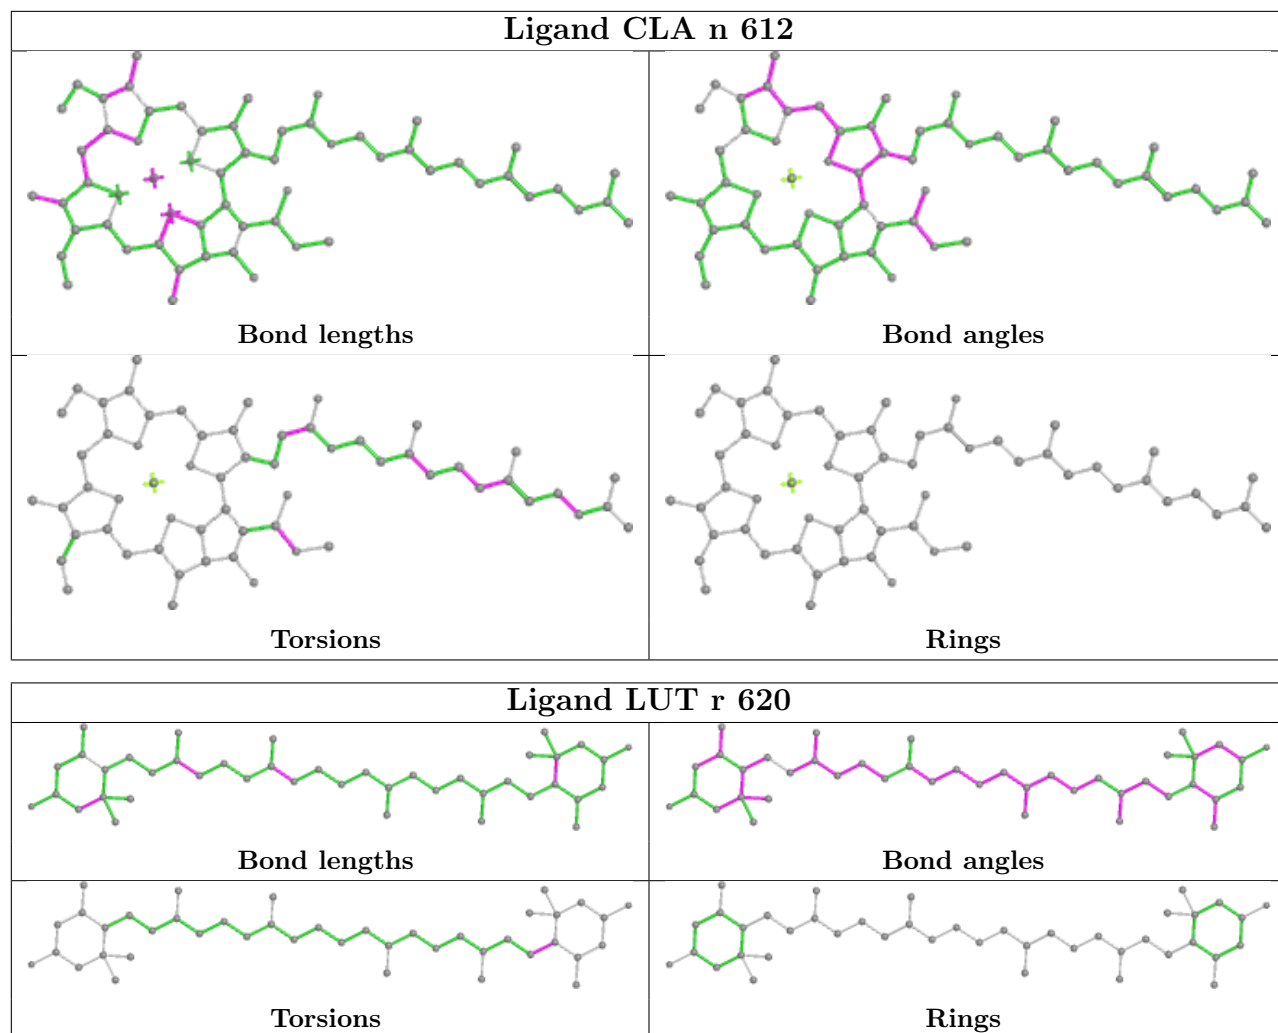 Ligand CLA n 612
Bond lengths
Bond angles
Torsions
Rings
Ligand LUT r 620
Bond lengths
Bond angles
Torsions
Rings